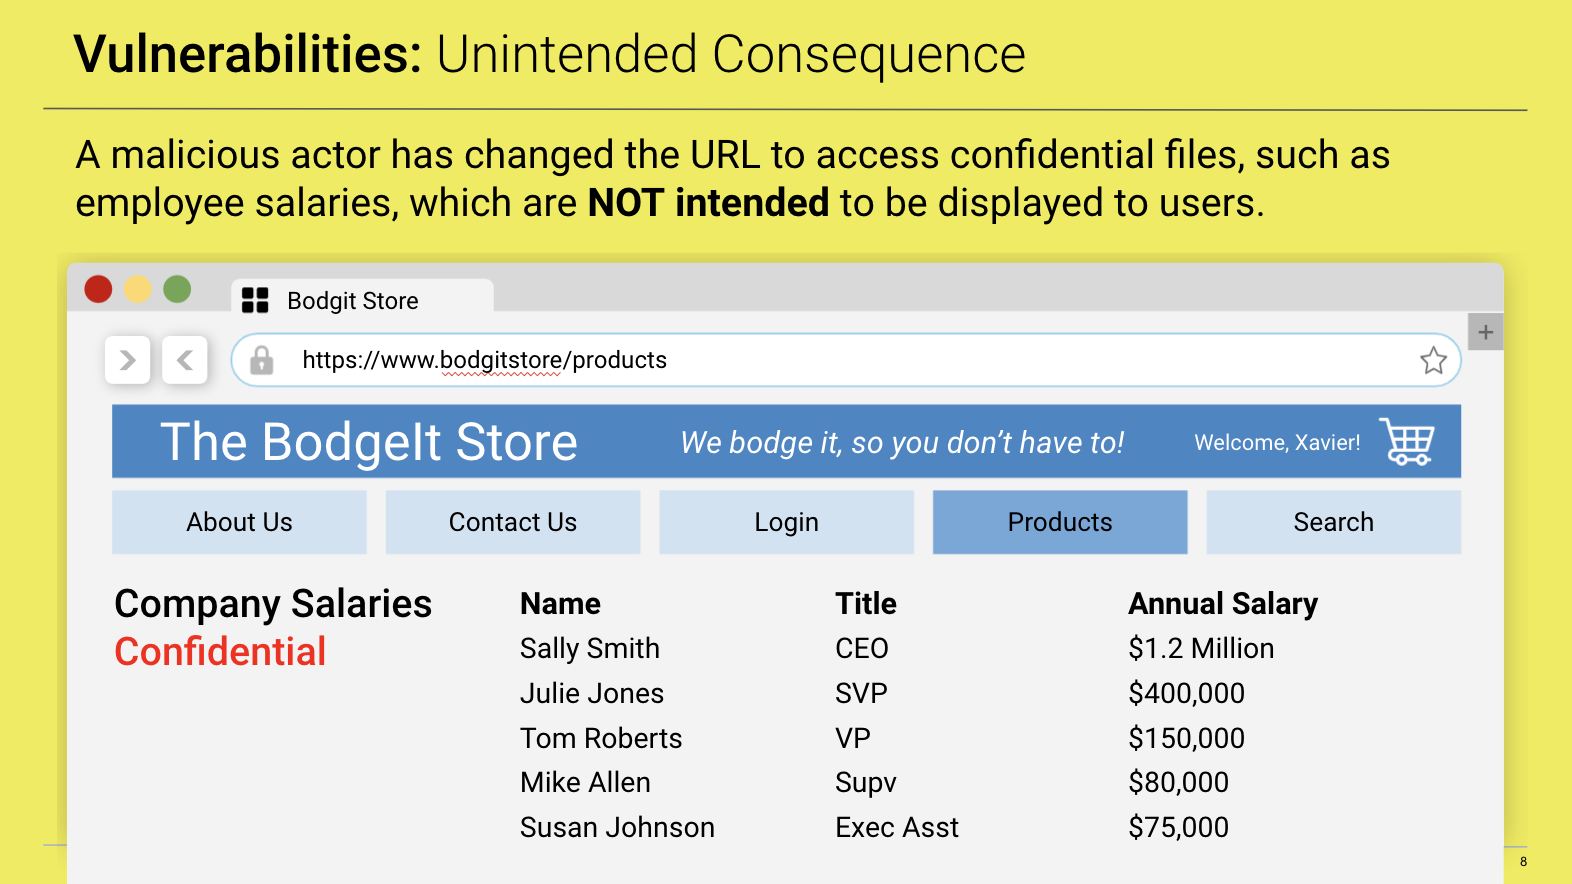 Vulnerabilities: Unintended Consequence
A malicious actor has changed the URL to access confidential files, such as
employee salaries, which are NOT intended to be displayed to users.
Bodgit Store
https://www.bodgitstore/products
The BodgeIt Store We bodge it, so you don’t have to! Welcome, Xavier!
About Us Contact Us Login Products Search
Company Salaries
Confidential
Name Title Annual Salary
Sally Smith CEO $1.2 Million
Julie Jones SVP $400,000
Tom Roberts VP $150,000
Mike Allen Supv $80,000
Susan Johnson Exec Asst $75,000
8